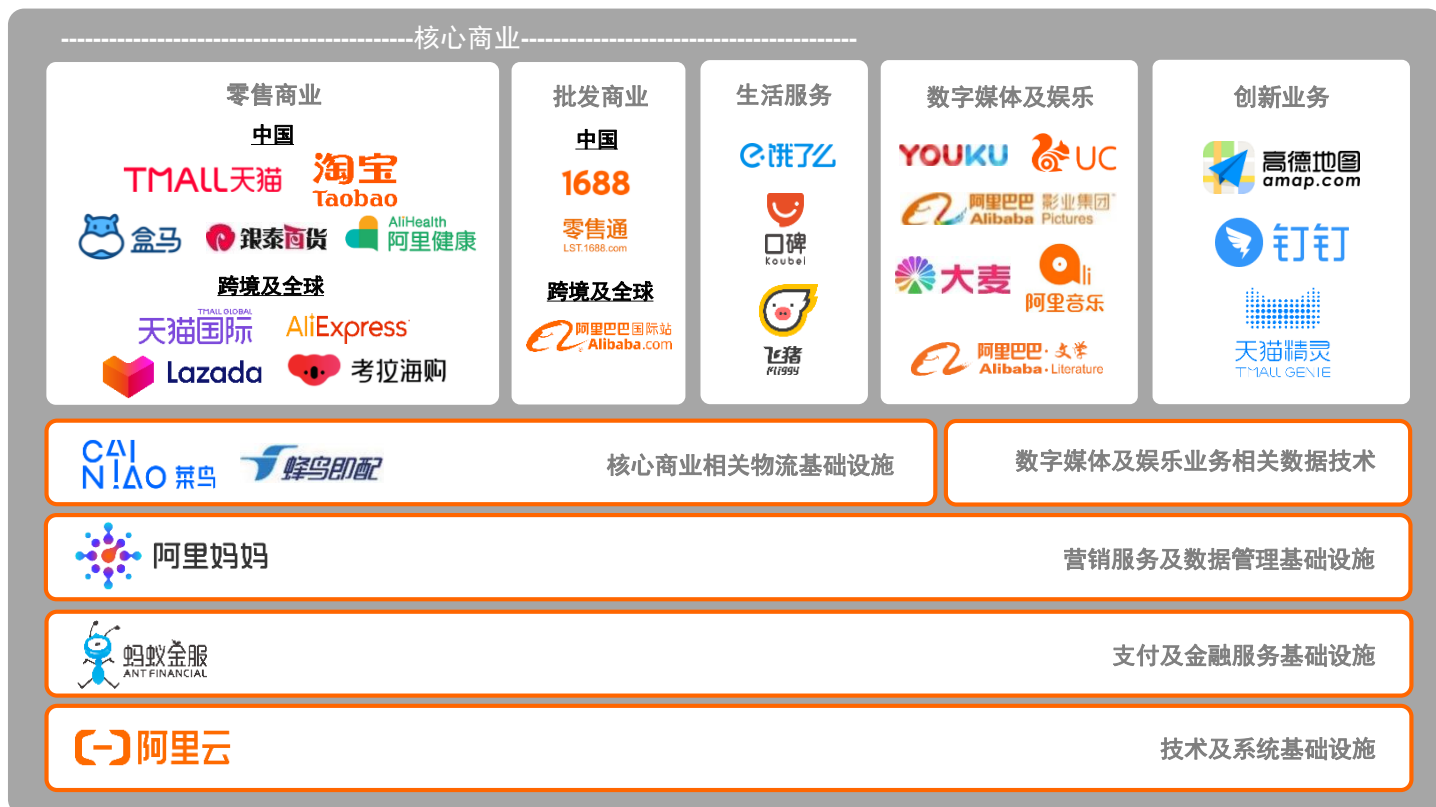 核心商业
零售商业
中国
TMALL天猫
淘宝
Taobao
盒马
银泰百货
AliHealth
阿里健康
跨境及全球
TMALL GLOBAL
天猫国际
AliExpress
Lazada
考拉海购
批发商业
中国
1688
零售通
LST.1688.com
跨境及全球
阿里巴巴国际站
Alibaba.com
生活服务
饿了么
口碑
Koubei
飞猪
Fliggy
数字媒体及娱乐
YOUKU
UC
阿里巴巴 影业集团
Alibaba Pictures
大麦
ali
阿里音乐
阿里巴巴·文学
Alibaba·Literature
创新业务
高德地图
amap.com
钉钉
天猫精灵
TMALL GENIE
CAI
NIAO 菜鸟
蜂鸟即配
核心商业相关物流基础设施
数字媒体及娱乐业务相关数据技术
阿里妈妈
营销服务及数据管理基础设施
蚂蚁金服
ANT FINANCIAL
支付及金融服务基础设施
阿里云
技术及系统基础设施